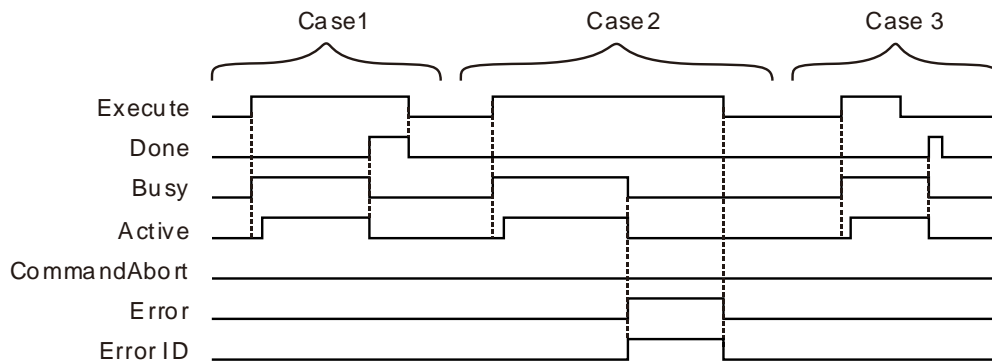 Case1 Case2 Case 3
Execute
Done
Busy
Active
CommandAbort
Error
Error ID